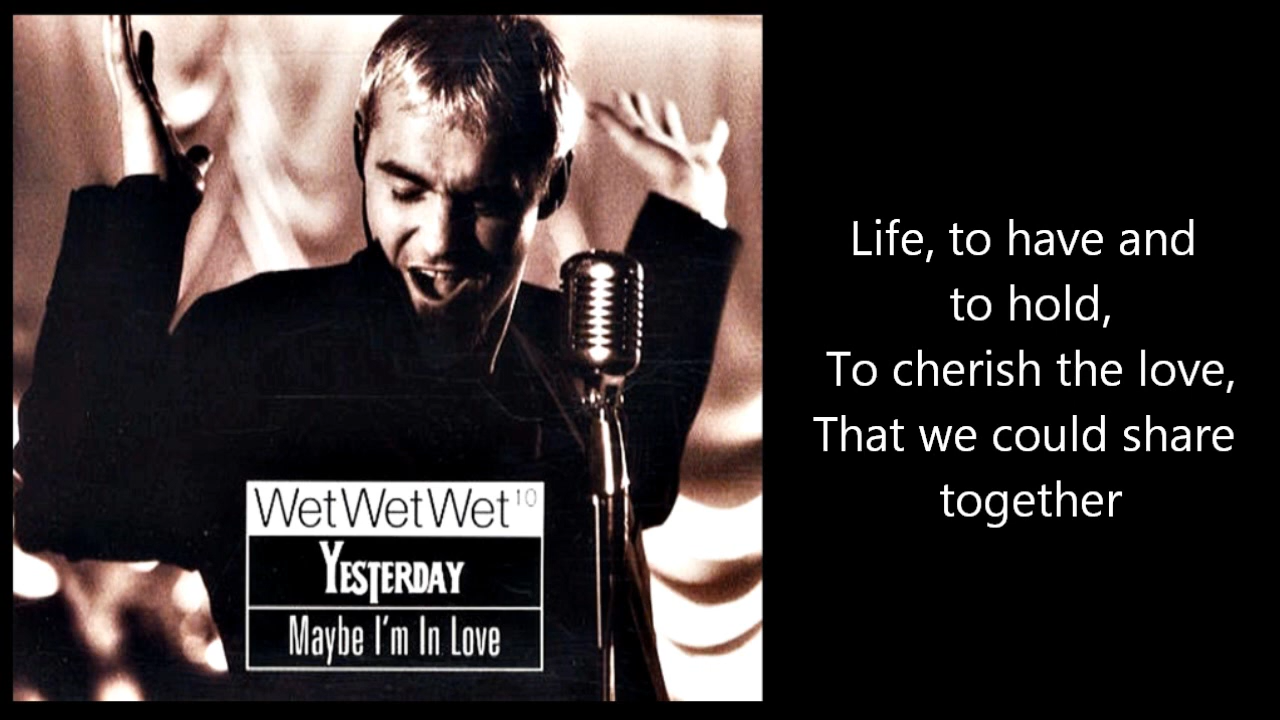 WetWetWet10
Yesterday
Maybe I'm In Love
Life, to have and
to hold,
To cherish the love,
That we could share
together